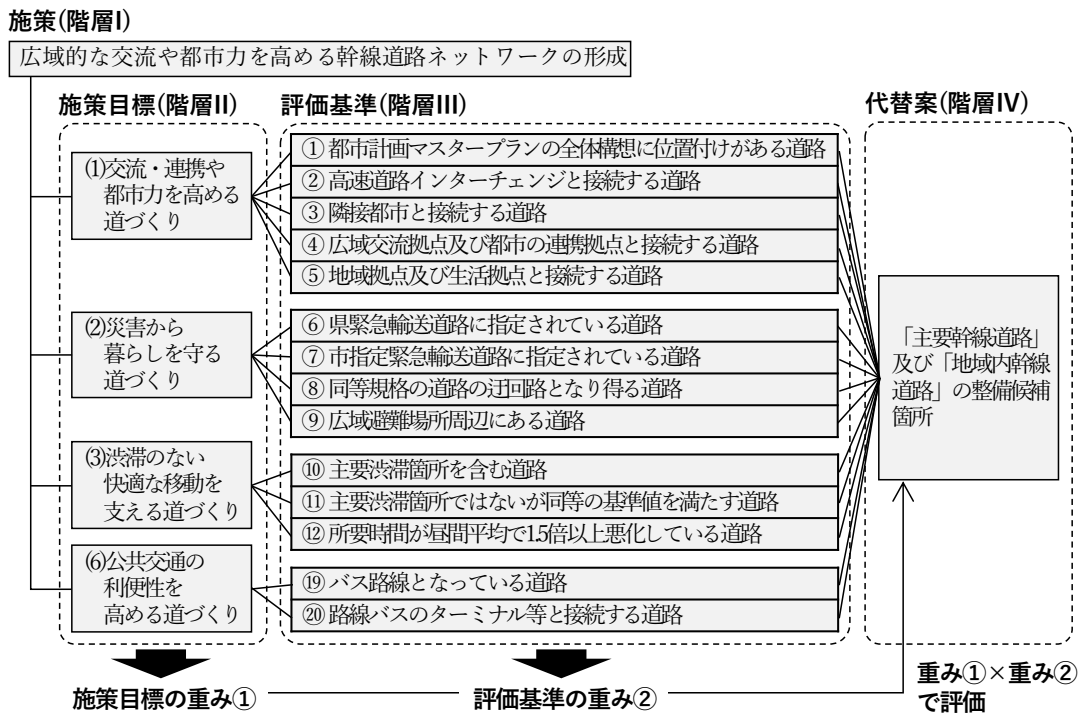 施策(階層I)
広域的な交流や都市力を高める幹線道路ネットワークの形成
施策目標(階層II)
評価基準(階層III)
代替案(階層IV)
⑴交流・連携や
都市力を高める
道づくり
①都市計画マスタープランの全体構想に位置付けがある道路
②高速道路インターチェンジと接続する道路
③隣接都市と接続する道路
④広域交流拠点及び都市の連携拠点と接続する道路
⑤地域拠点及び生活拠点と接続する道路
⑵災害から
暮らしを守る
道づくり
⑥県緊急輸送道路に指定されている道路
⑦市指定緊急輸送道路に指定されている道路
⑧同等規格の道路の迂回路となり得る道路
⑨広域避難場所周辺にある道路
⑶渋滞のない
快適な移動を
支える道づくり
⑩主要渋滞箇所を含む道路
⑪主要渋滞箇所ではないが同等の基準値を満たす道路
⑫所要時間が昼間平均で1.5倍以上悪化している道路
⑹公共交通の
利便性を
高める道づくり
⑲バス路線となっている道路
⑳路線バスのターミナル等と接続する道路
「主要幹線道路」
及び「地域内幹線
道路」の整備候補
箇所
施策目標の重み①
評価基準の重み②
重み①×重み②
で評価